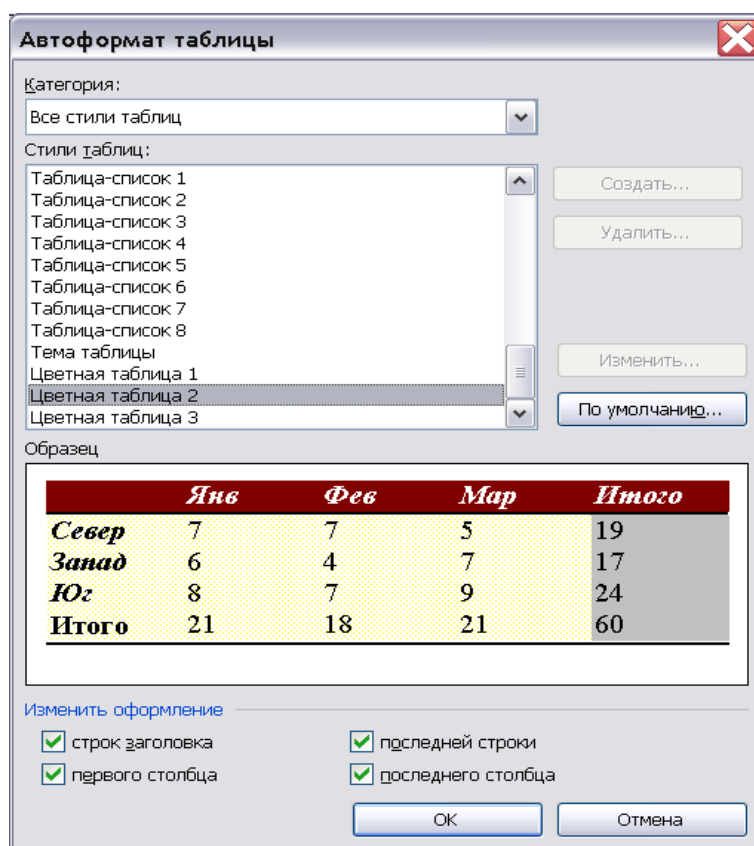 Автоформат таблицы
Категория:
Все стили таблиц
Стили таблиц:
Таблица-список 1
Таблица-список 2
Таблица-список 3
Таблица-список 4
Таблица-список 5
Таблица-список 6
Таблица-список 7
Таблица-список 8
Тема таблицы
Цветная таблица 1
Цветная таблица 2
Цветная таблица 3
Создать...
Удалить...
Изменить...
По умолчанию...
Образец
Янв Фев Мар Итого
Север 7 7 5 19
Запад 6 4 7 17
Юг 8 7 9 24
Итого 21 18 21 60
Изменить оформление
строк заголовка
последней строки
первого столбца
последнего столбца
ОК
Отмена